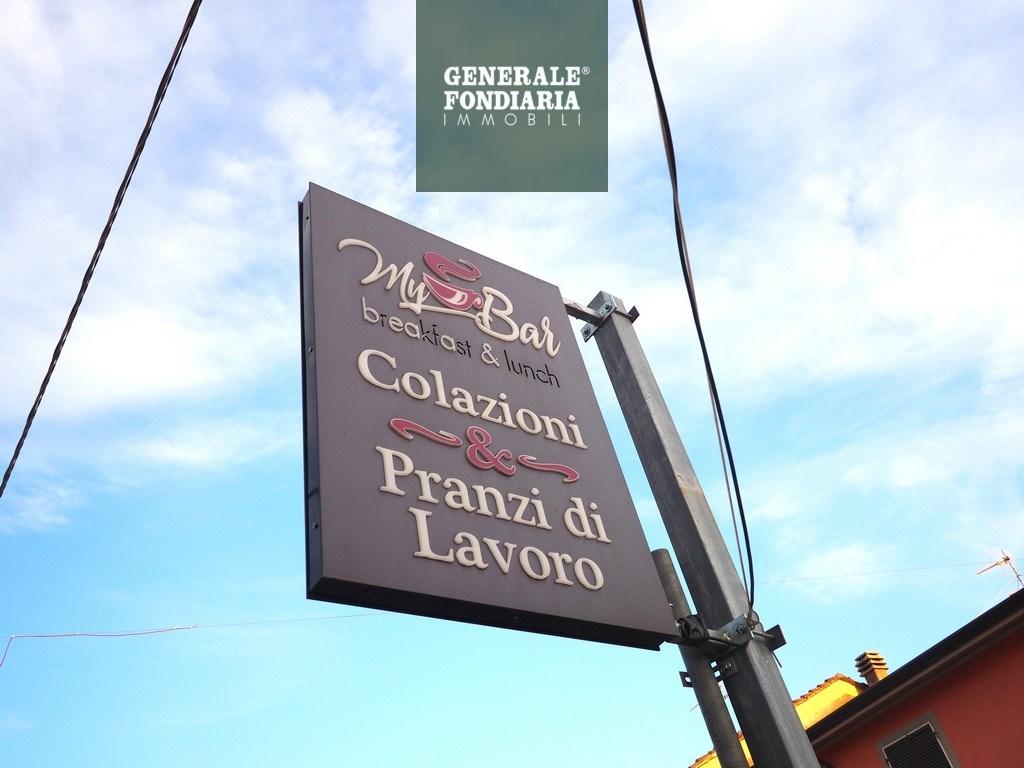 GENERALE®
FONDIARIA
IMMOBILI
My Bar
breakfast & lunch
Colazioni
&
Pranzi di
Lavoro